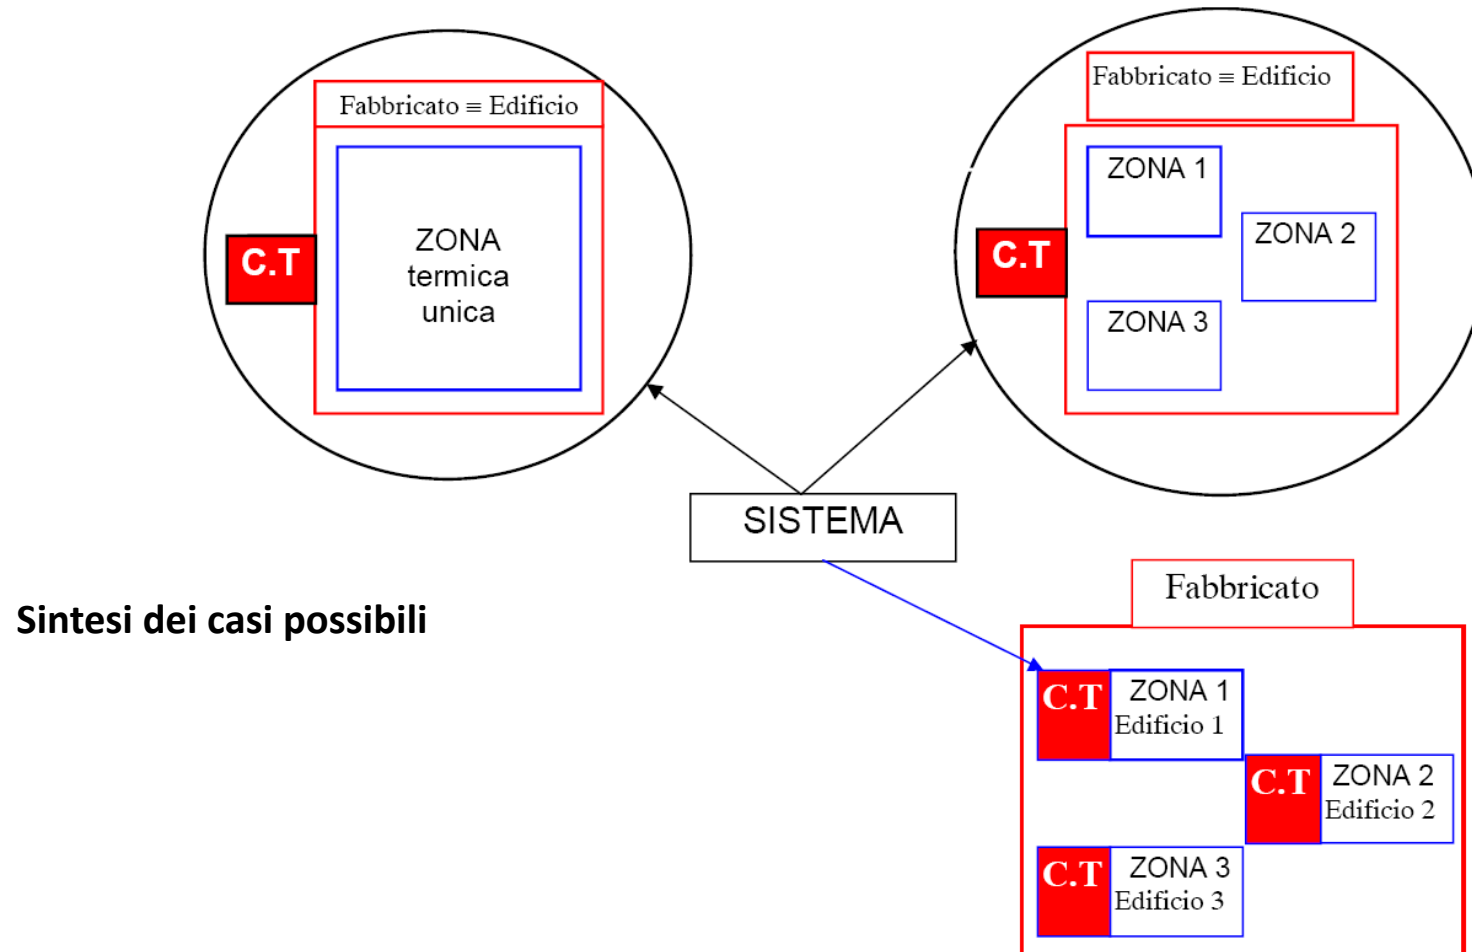 Fabbricato ≡ Edificio
C.T
ZONA
termica
unica
Fabbricato ≡ Edificio
C.T
ZONA 1
ZONA 2
ZONA 3
SISTEMA
Sintesi dei casi possibili
Fabbricato
C.T
ZONA 1
Edificio 1
C.T
ZONA 2
Edificio 2
C.T
ZONA 3
Edificio 3